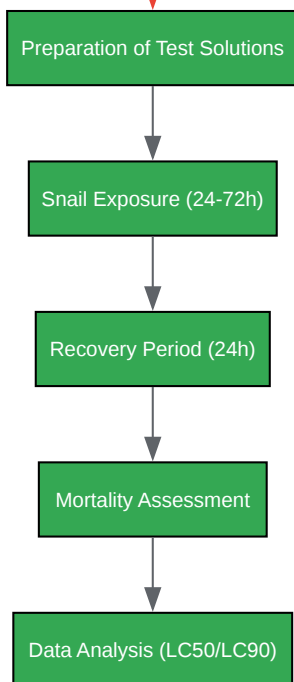 Preparation of Test Solutions
Snail Exposure (24-72h)
Recovery Period (24h)
Mortality Assessment
Data Analysis (LC50/LC90)